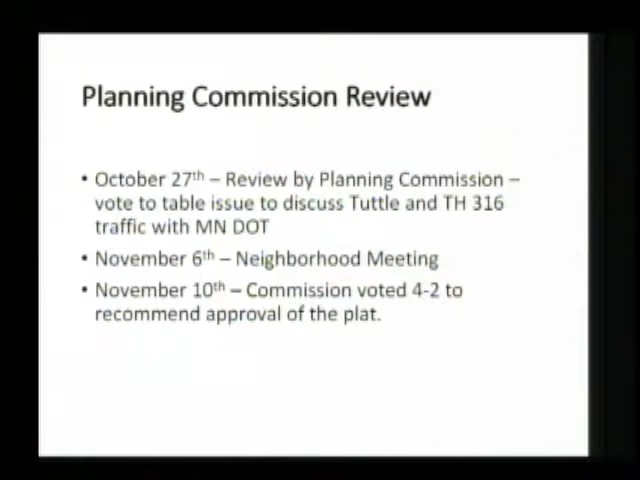 Planning Commission Review
• October 27th – Review by Planning Commission –
vote to table issue to discuss Tuttle and TH 316
traffic with MN DOT
• November 6th – Neighborhood Meeting
• November 10th – Commission voted 4-2 to
recommend approval of the plat.